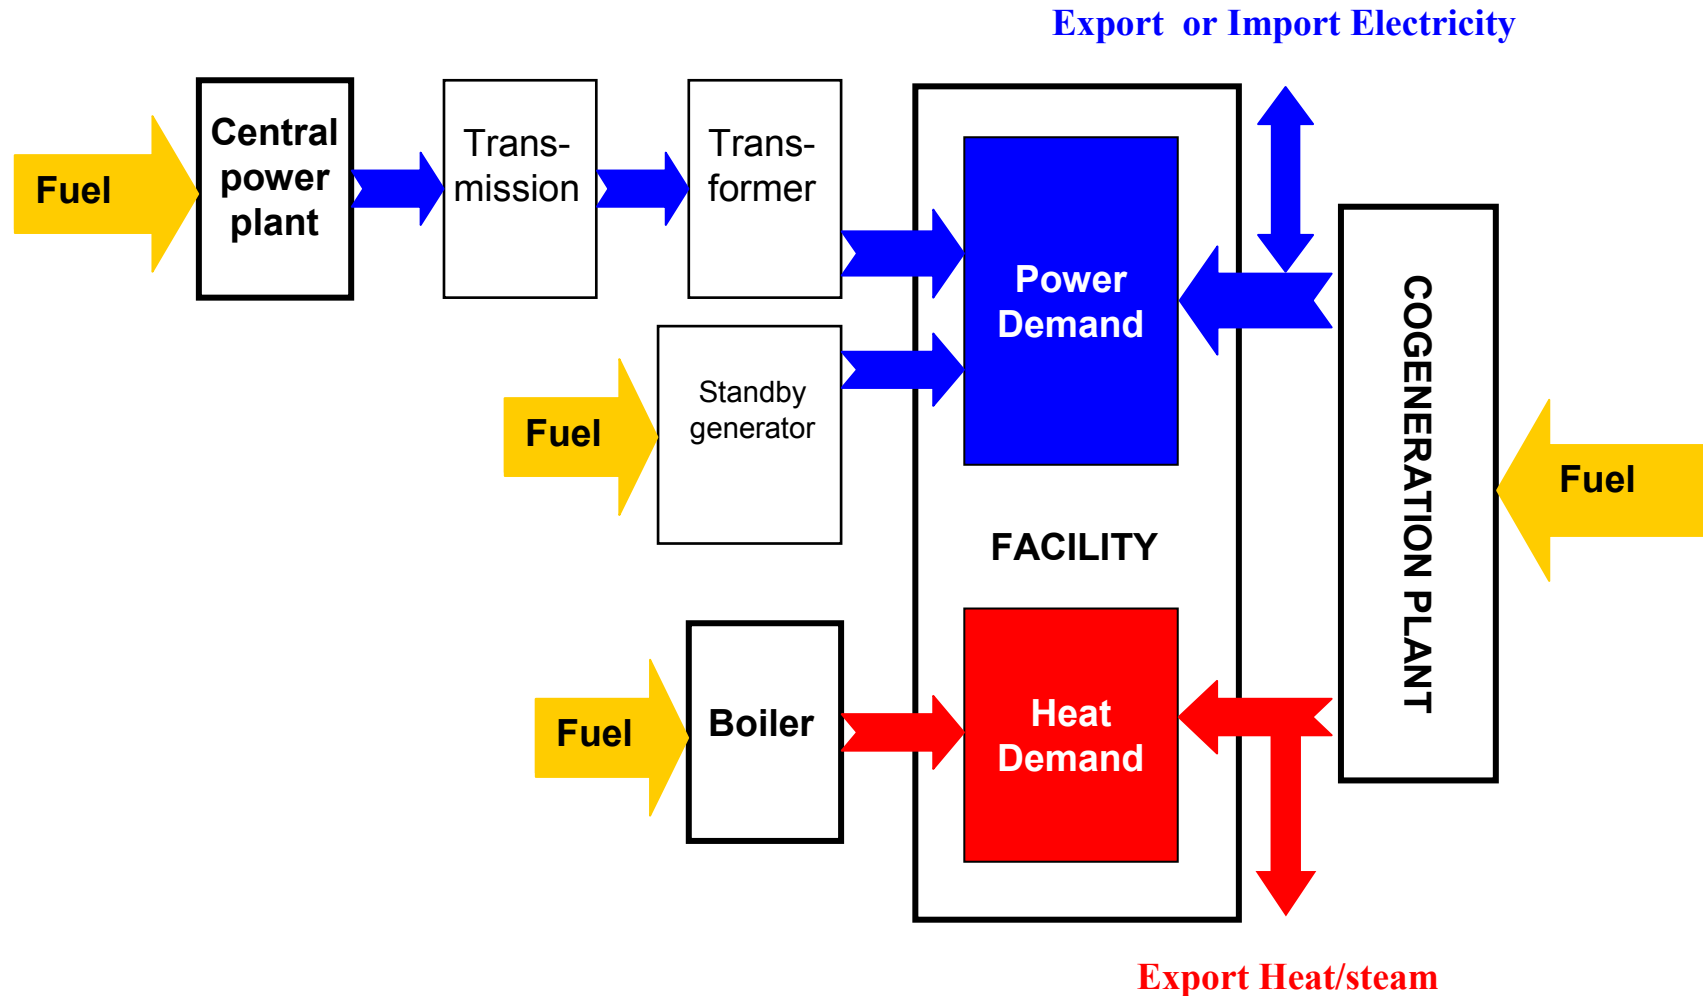 Export or Import Electricity
Central
power
plant
Fuel
Trans-
mission
Trans-
former
Power
Demand
Standby
generator
Fuel
FACILITY
COGENERATION PLANT
Fuel
Boiler
Fuel
Heat
Demand
Export Heat/steam